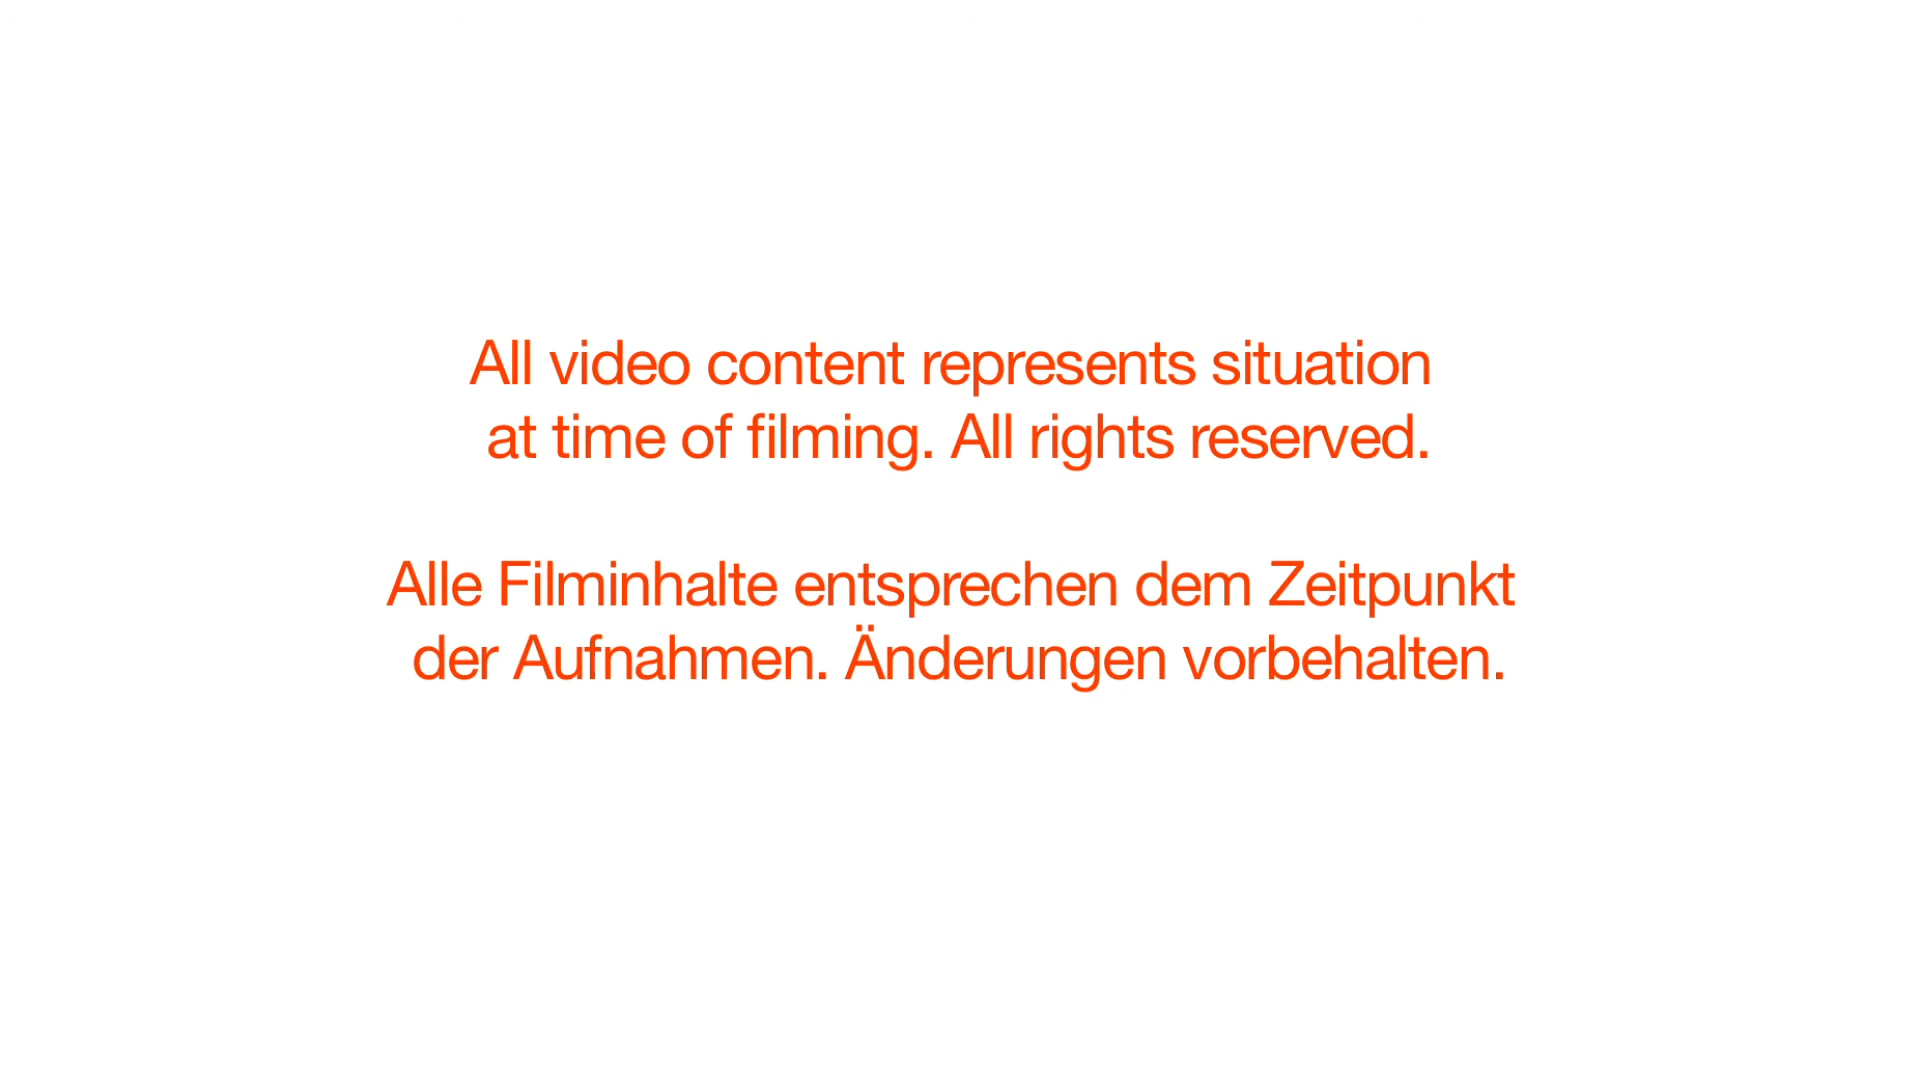 All video content represents situation
at time of filming. All rights reserved.
Alle Filminhalte entsprechen dem Zeitpunkt
der Aufnahmen. Änderungen vorbehalten.